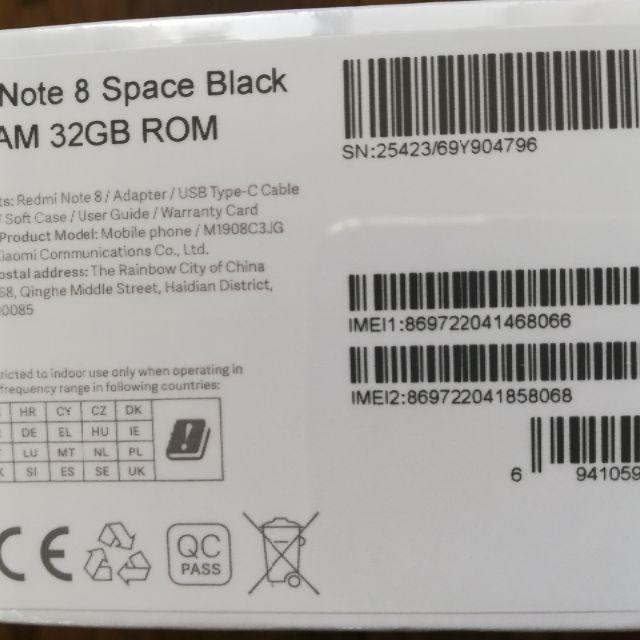 Note 8 Space Black
AM 32GB ROM
SN:25423/69Y904796
ts: Redmi Note 8 / Adapter / USB Type-C Cable
/ Soft Case / User Guide / Warranty Card
Product Model: Mobile phone / M1908C3JG
iaomi Communications Co., Ltd.
ostal address: The Rainbow City of China
68, Qinghe Middle Street, Haidian District,
0085
IMEI1:869722041468066
IMEI2:869722041858068
ricted to indoor use only when operating in
frequency range in following countries:
HR CY CZ DK
DE EL HU IE
LU MT NL PL
SI ES SE UK
6 941059
CE
QC
PASS